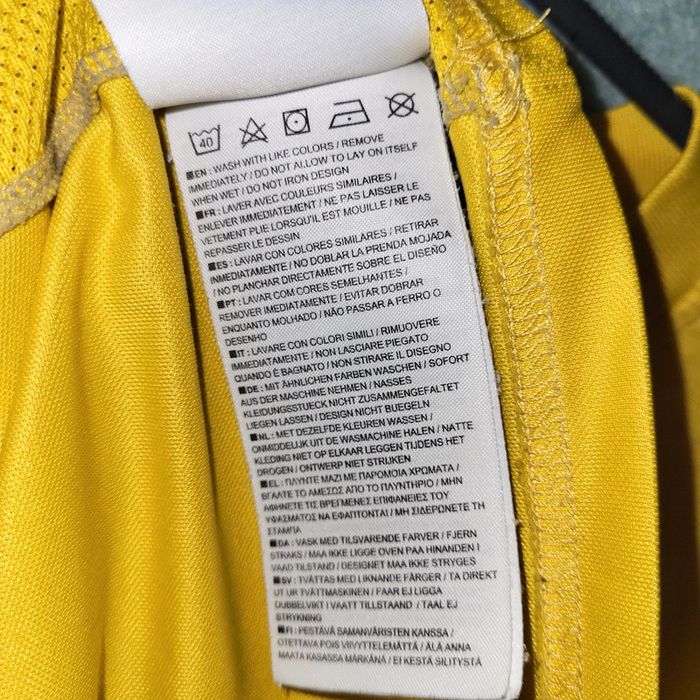 40
■EN : WASH WITH LIKE COLORS / REMOVE
IMMEDIATELY / DO NOT ALLOW TO LAY ON ITSELF
WHEN WET / DO NOT IRON DESIGN
■FR : LAVER AVEC COULEURS SIMILAIRES /
ENLEVER IMMEDIATEMENT / NE PAS LAISSER LE
VETEMENT PLIE LORSQU'IL EST MOUILLE / NE PAS
REPASSER LE DESSIN
■ES : LAVAR CON COLORES SIMILARES / RETIRAR
INMEDIATAMENTE / NO DOBLAR LA PRENDA MOJADA
/ NO PLANCHAR DIRECTAMENTE SOBRE EL DISEÑO
■PT : LAVAR COM CORES SEMELHANTES /
REMOVER IMEDIATAMENTE / EVITAR DOBRAR
ENQUANTO MOLHADO / NÃO PASSAR A FERRO O
DESENHO
■IT : LAVARE CON COLORI SIMILI / RIMUOVERE
IMMEDIATAMENTE / NON LASCIARE PIEGATO
QUANDO È BAGNATO / NON STIRARE IL DISEGNO
■DE : MIT ÄHNLICHEN FARBEN WASCHEN / SOFORT
AUS DER MASCHINE NEHMEN / NASSES
KLEIDUNGSSTUECK NICHT ZUSAMMENGEFALTET
LIEGEN LASSEN / DESIGN NICHT BUEGELN
■NL : MET DEZELFDE KLEUREN WASSEN /
ONMIDDELIJK UIT DE WASMACHINE HALEN / NATTE
KLEDING NIET OP ELKAAR LEGGEN TIJDENS HET
DROGEN / ONTWERP NIET STRIJKEN
■EL : ΠΛΥΝΤΕ ΜΑΖΙ ΜΕ ΠΑΡΟΜΟΙΑ ΧΡΩΜΑΤΑ /
ΒΓΑΛΤΕ ΤΟ ΑΜΕΣΩΣ ΑΠΟ ΤΟ ΠΛΥΝΤΗΡΙΟ / ΜΗΝ
ΑΦΗΝΕΤΕ ΤΙΣ ΒΡΕΓΜΕΝΕΣ ΕΠΙΦΑΝΕΙΕΣ ΤΟΥ
ΥΦΑΣΜΑΤΟΣ ΝΑ ΕΦΑΠΤΟΝΤΑΙ / ΜΗ ΣΙΔΕΡΩΝΕΤΕ ΤΗ
ΣΤΑΜΠΑ
■DA : VASK MED TILSVARENDE FARVER / FJERN
STRAKS / MAA IKKE LIGGE OVEN PAA HINANDEN I
VAAD TILSTAND / DESIGNET MAA IKKE STRYGES
■SV : TVÄTTAS MED LIKNANDE FÄRGER / TA DIREKT
UT UR TVÄTTMASKINEN / FAAR EJ LIGGA
DUBBELVIKT I VAATT TILLSTAND / TAAL EJ
STRYKNING
■FI : PESTÄVÄ SAMANVÄRISTEN KANSSA /
OTETTAVA POIS VIIVYTTELEMÄTTÄ / ÄLÄ ANNA
MAATA KASASSA MÄRKÄNÄ / EI KESTÄ SILITYSTÄ